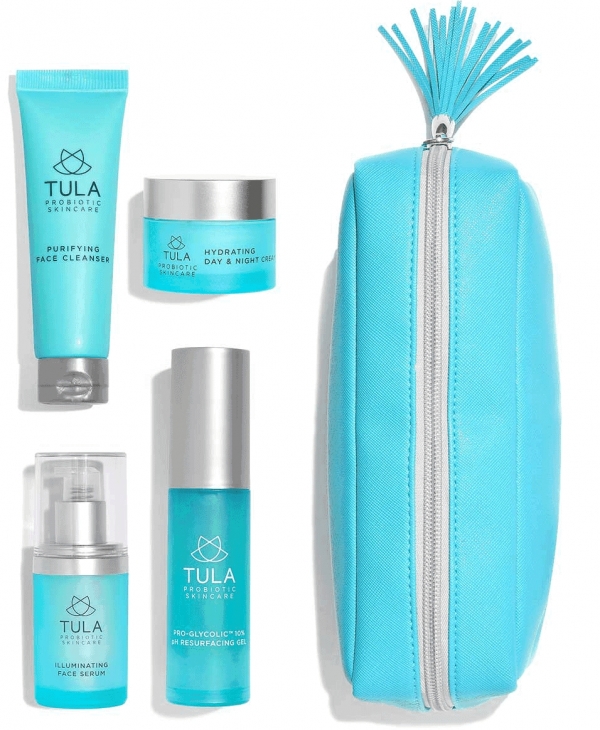 TULA
PROBIOTIC
SKINCARE
PURIFYING
FACE CLEANSER
TULA
PROBIOTIC
SKINCARE
HYDRATING
DAY & NIGHT CREAM
TULA
PROBIOTIC
SKINCARE
ILLUMINATING
FACE SERUM
TULA
PROBIOTIC
SKINCARE
PRO-GLYCOLIC™ 10%
pH RESURFACING GEL